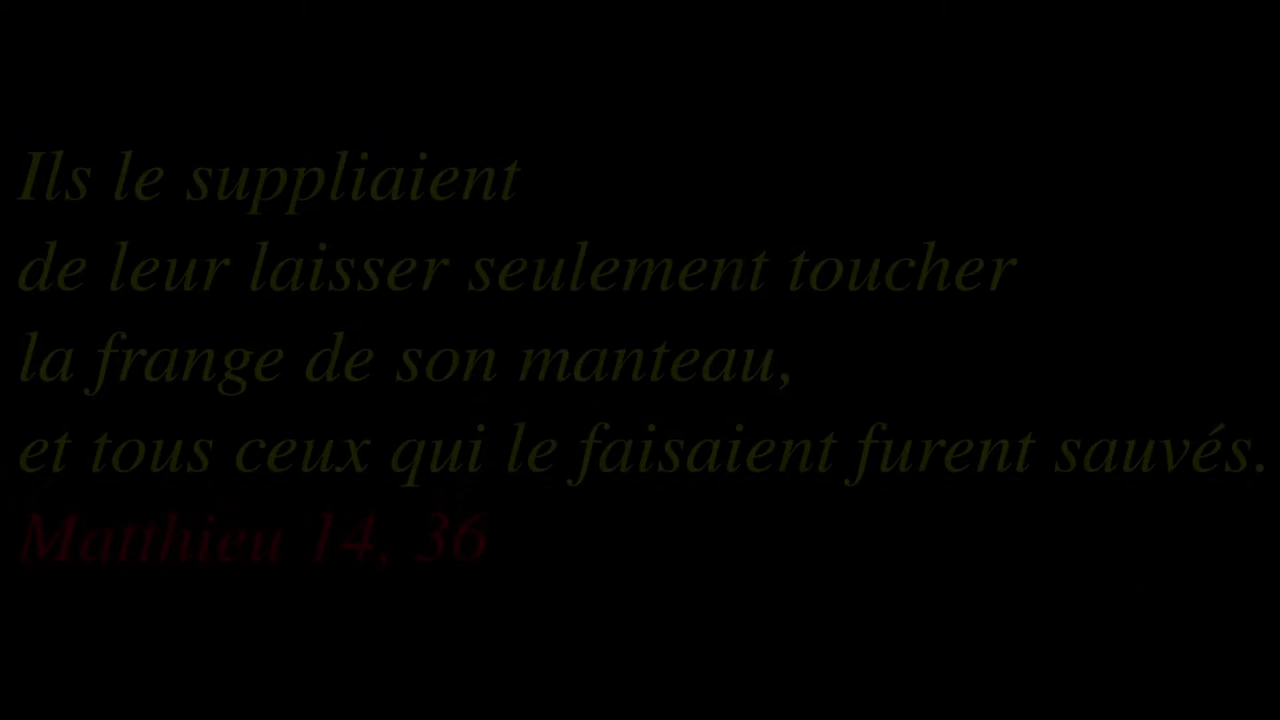 Ils le suppliaient
de leur laisser seulement toucher
la frange de son manteau,
et tous ceux qui le faisaient furent sauvés.
Matthieu 14, 36